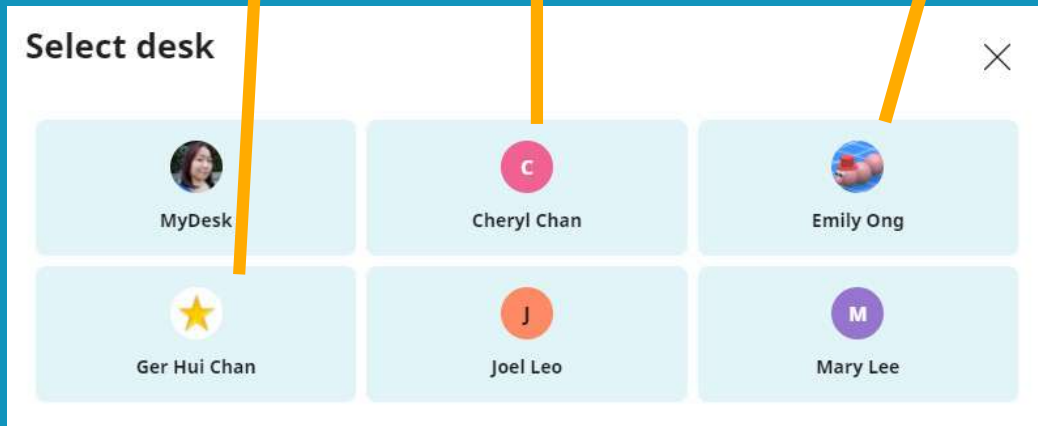 Select desk
MyDesk
C
Cheryl Chan
Emily Ong
Ger Hui Chan
J
Joel Leo
M
Mary Lee